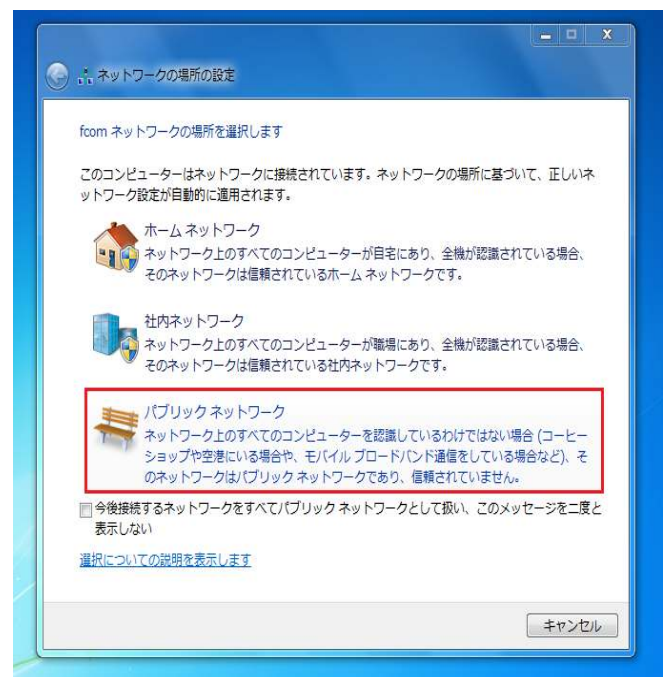 ネットワークの場所の設定
fcom ネットワークの場所を選択します
このコンピューターはネットワークに接続されています。ネットワークの場所に基づいて、正しいネ
ットワーク設定が自動的に適用されます。
ホーム ネットワーク
ネットワーク上のすべてのコンピューターが自宅にあり、全機が認識されている場合、
そのネットワークは信頼されているホーム ネットワークです。
社内ネットワーク
ネットワーク上のすべてのコンピューターが職場にあり、全機が認識されている場合、
そのネットワークは信頼されている社内ネットワークです。
パブリック ネットワーク
ネットワーク上のすべてのコンピューターを認識しているわけではない場合 (コーヒー
ショップや空港にいる場合や、モバイル ブロードバンド通信をしている場合など)、そ
のネットワークはパブリック ネットワークであり、信頼されていません。
今後接続するネットワークをすべてパブリック ネットワークとして扱い、このメッセージを二度と
表示しない
選択についての説明を表示します
キャンセル